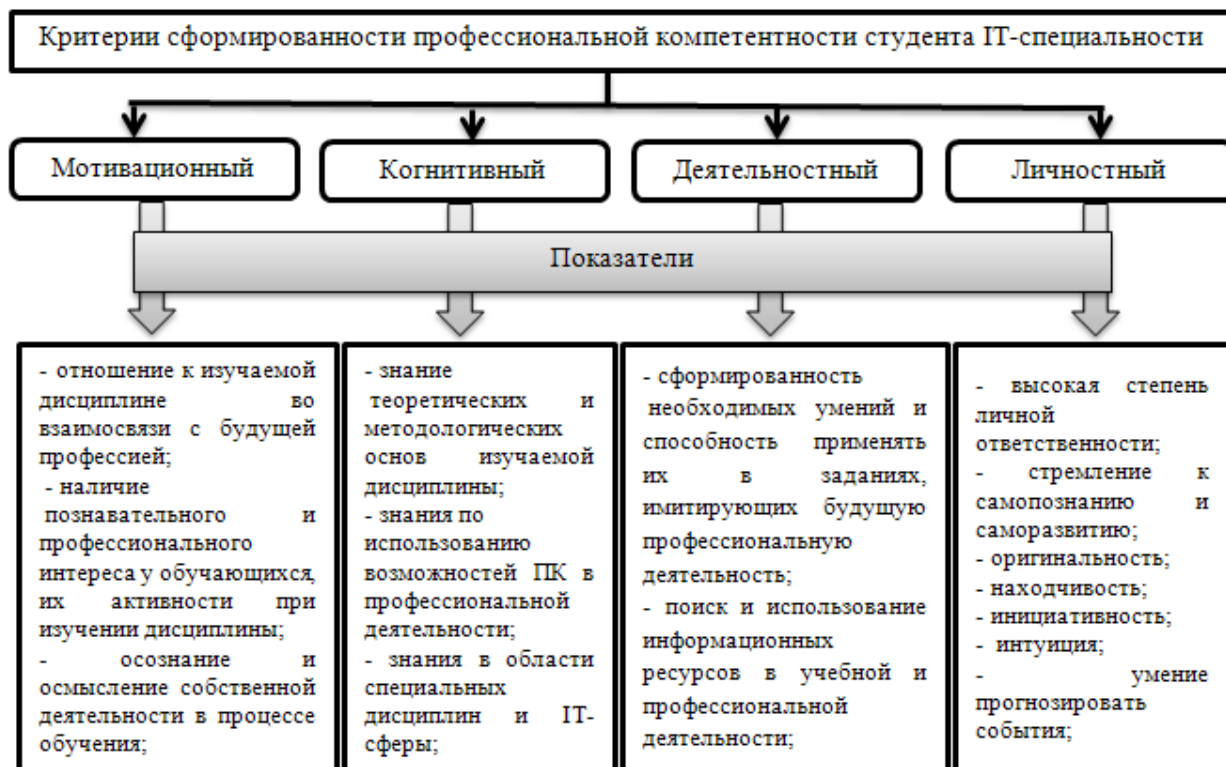 Критерии сформированности профессиональной компетентности студента IT-специальности
Мотивационный
Когнитивный
Деятельностный
Личностный
Показатели
- отношение к изучаемой
дисциплине во
взаимосвязи с будущей
профессией;
- наличие
познавательного и
профессионального
интереса у обучающихся,
их активности при
изучении дисциплины;
- осознание и
осмысление собственной
деятельности в процессе
обучения;
- знание
теоретических и
методологических
основ изучаемой
дисциплины;
- знания по
использованию
возможностей ПК в
профессиональной
деятельности;
- знания в области
специальных
дисциплин и IT-
сферы;
- сформированность
необходимых умений и
способность применять
их в заданиях,
имитирующих будущую
профессиональную
деятельность;
- поиск и использование
информационных
ресурсов в учебной и
профессиональной
деятельности;
- высокая степень
личной
ответственности;
- стремление к
самопознанию и
саморазвитию;
- оригинальность;
- находчивость;
- инициативность;
- интуиция;
- умение
прогнозировать
события;